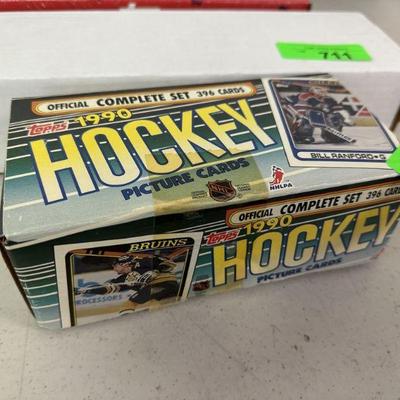 711
OFFICIAL COMPLETE SET 396 CARDS
TOPPS 1990
HOCKEY
PICTURE CARDS
NHL
NHLPA
BILL RANFORD • G
OFFICIAL COMPLETE SET 396 CARDS
TOPPS 1990
HOCKEY
PICTURE CARDS
BRUINS